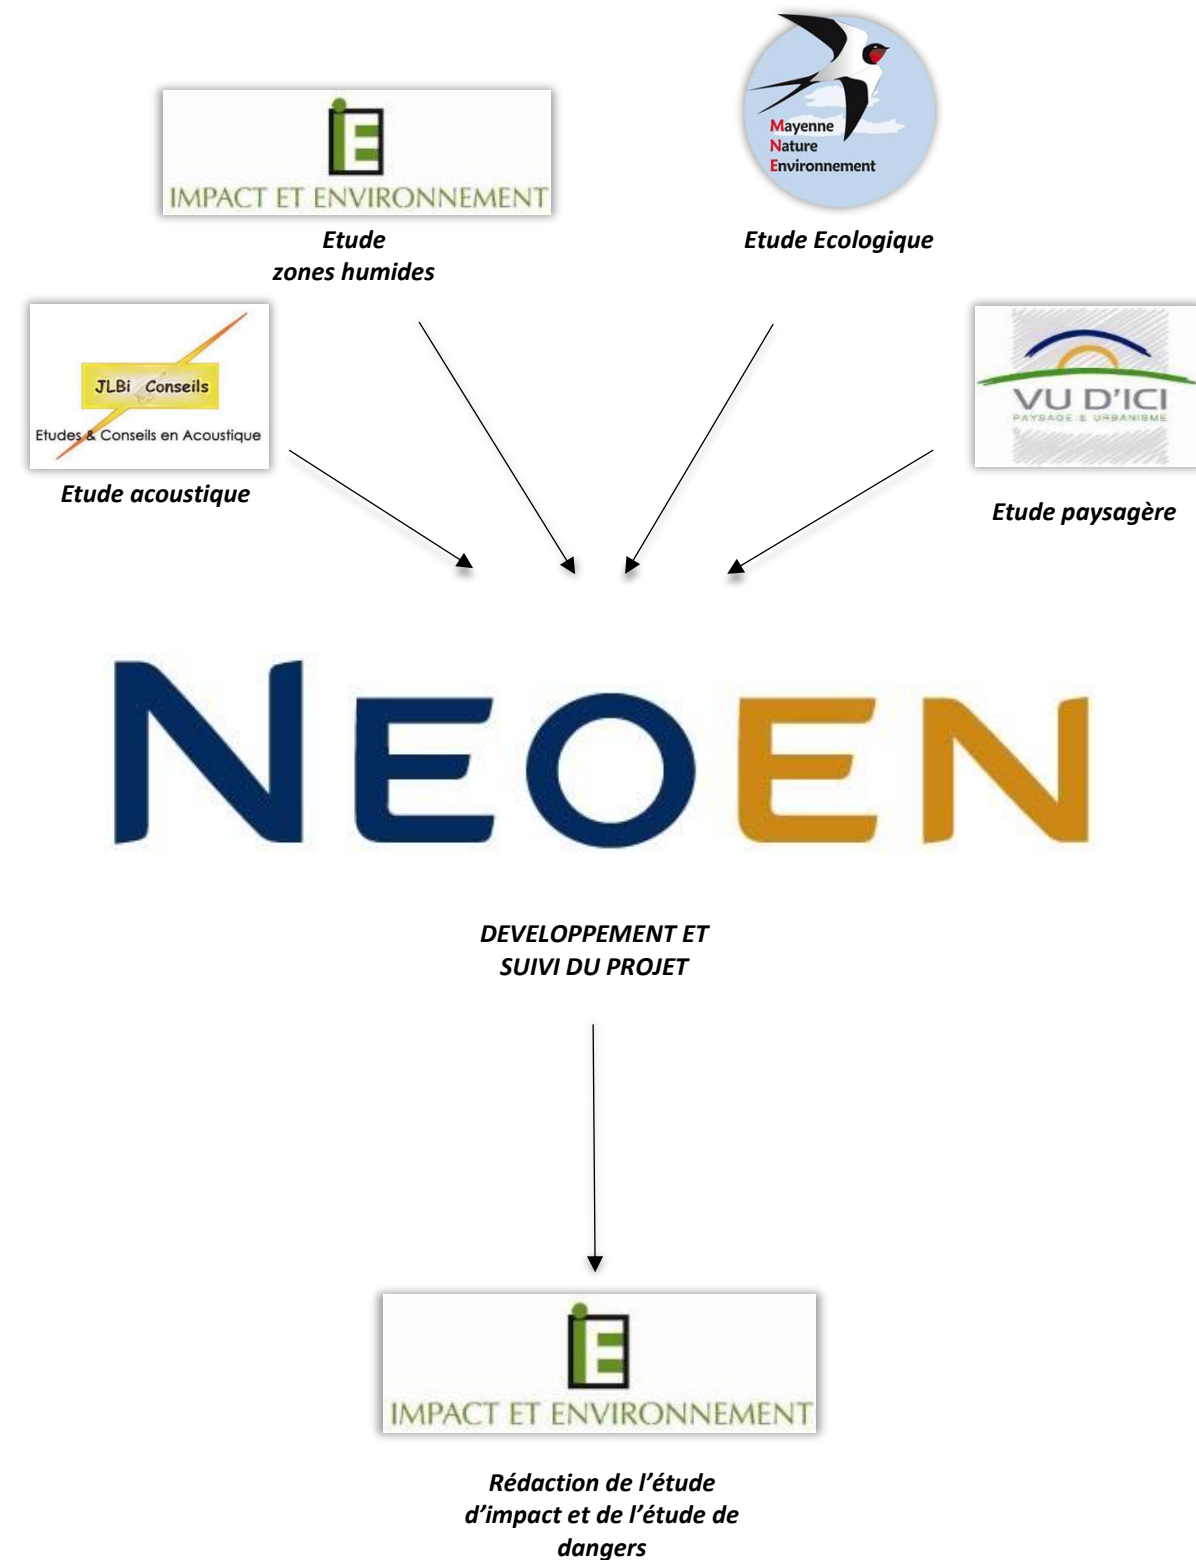 IMPACT ET ENVIRONNEMENT
Etude
zones humides
Mayenne
Nature
Environnement
Etude Ecologique
JLBi Conseils
Etudes & Conseils en Acoustique
Etude acoustique
VU D'ICI
PAYSAGE & URBANISME
Etude paysagère
NEOEN
DEVELOPPEMENT ET
SUIVI DU PROJET
IMPACT ET ENVIRONNEMENT
Rédaction de l’étude
d’impact et de l’étude de
dangers